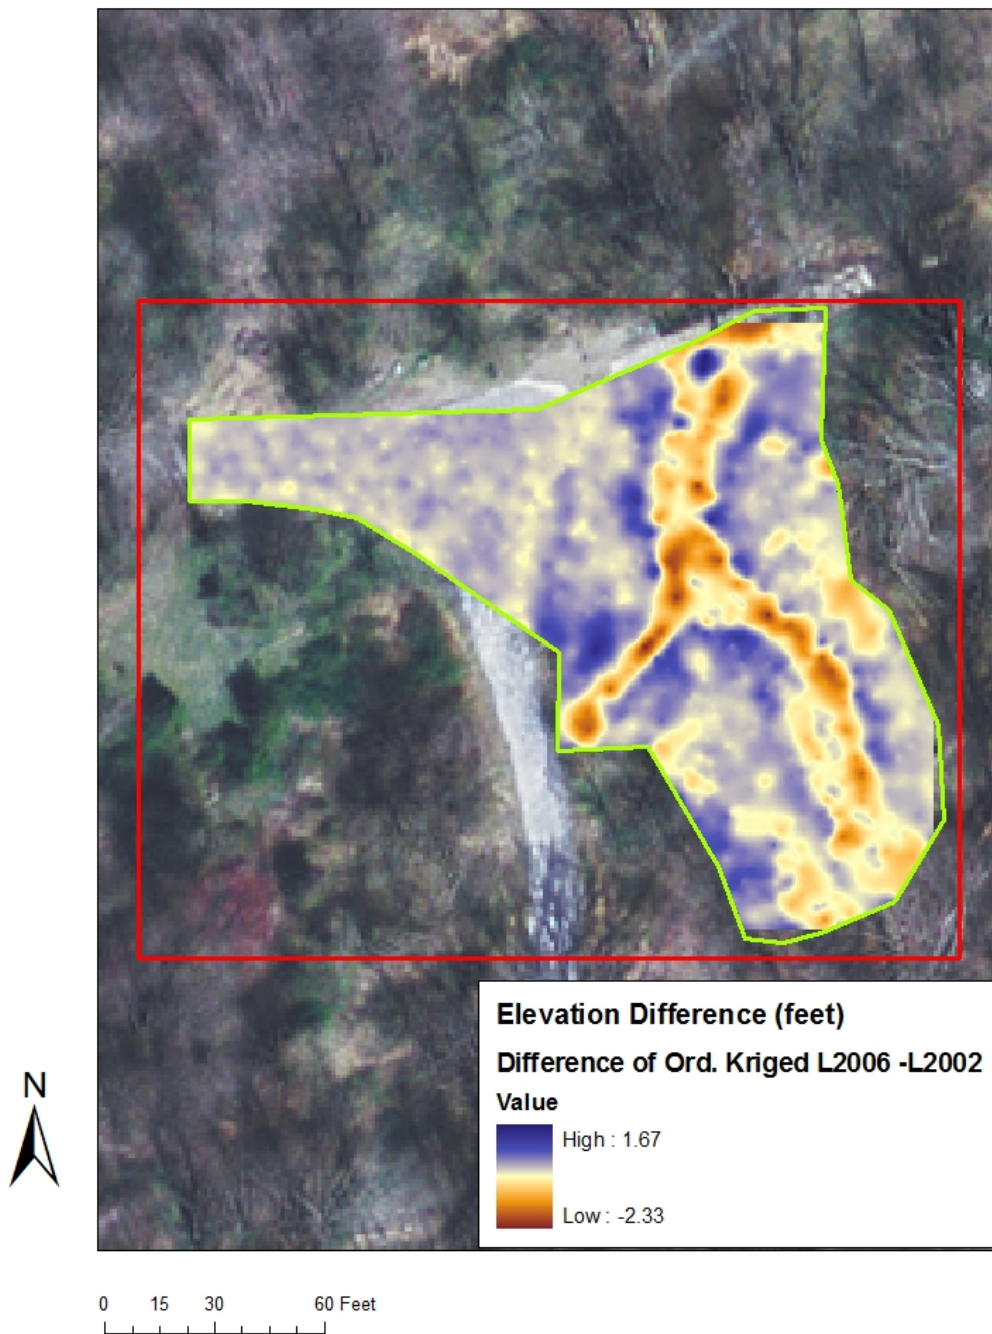 Elevation Difference (feet)
Difference of Ord. Kriged L2006 -L2002
Value
High : 1.67
Low : -2.33
N
0 15 30 60 Feet